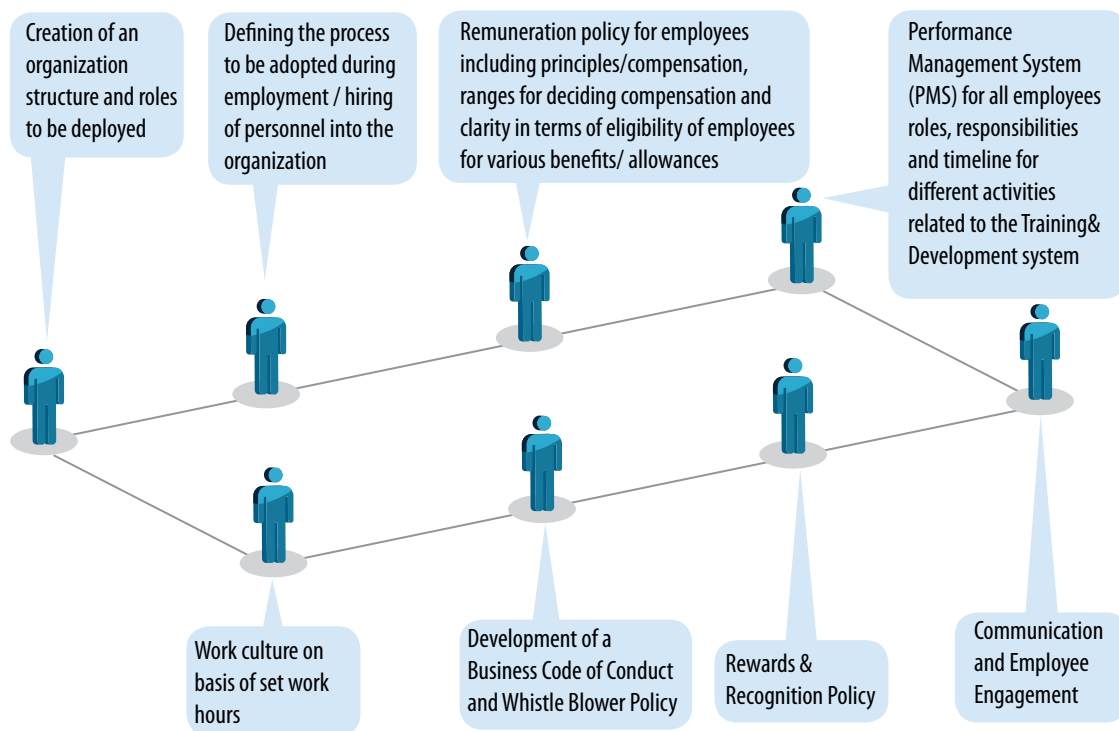 Creation of an
organization
structure and roles
to be deployed
Defining the process
to be adopted during
employment / hiring
of personnel into the
organization
Remuneration policy for employees
including principles/compensation,
ranges for deciding compensation and
clarity in terms of eligibility of employees
for various benefits/ allowances
Performance
Management System
(PMS) for all employees
roles, responsibilities
and timeline for
different activities
related to the Training&
Development system
Work culture on
basis of set work
hours
Development of a
Business Code of Conduct
and Whistle Blower Policy
Rewards &
Recognition Policy
Communication
and Employee
Engagement